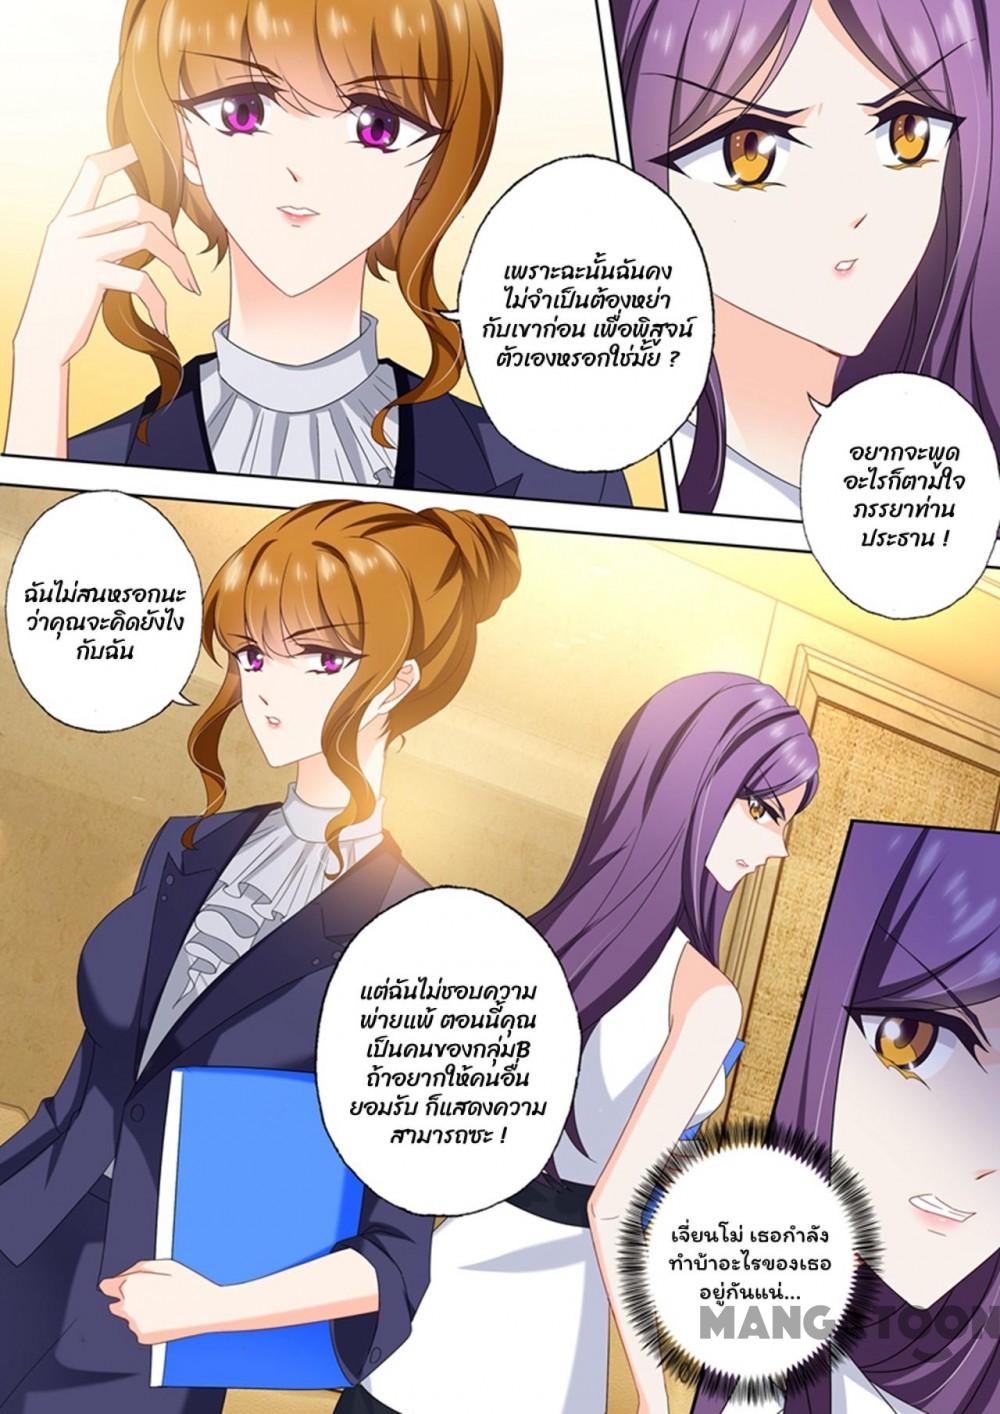 เพราะฉะนั้นฉันคง
ไม่จำเป็นต้องหย่า
กับเขาก่อน เพื่อพิสูจน์
ตัวเองหรอกใช่มั้ย ?
อยากจะพูด
อะไรก็ตามใจ
ภรรยาท่าน
ประธาน !
ฉันไม่สนหรอกนะ
ว่าคุณจะคิดยังไง
กับฉัน
แต่ฉันไม่ชอบความ
พ่ายแพ้ ตอนนี้คุณ
เป็นคนของกลุ่มB
ถ้าอยากให้คนอื่น
ยอมรับ ก็แสดงความ
สามารถซะ !
เจี่ยนโม่ เธอกำลัง
ทำบ้าอะไรของเธอ
อยู่กันแน่...
MANGATOON